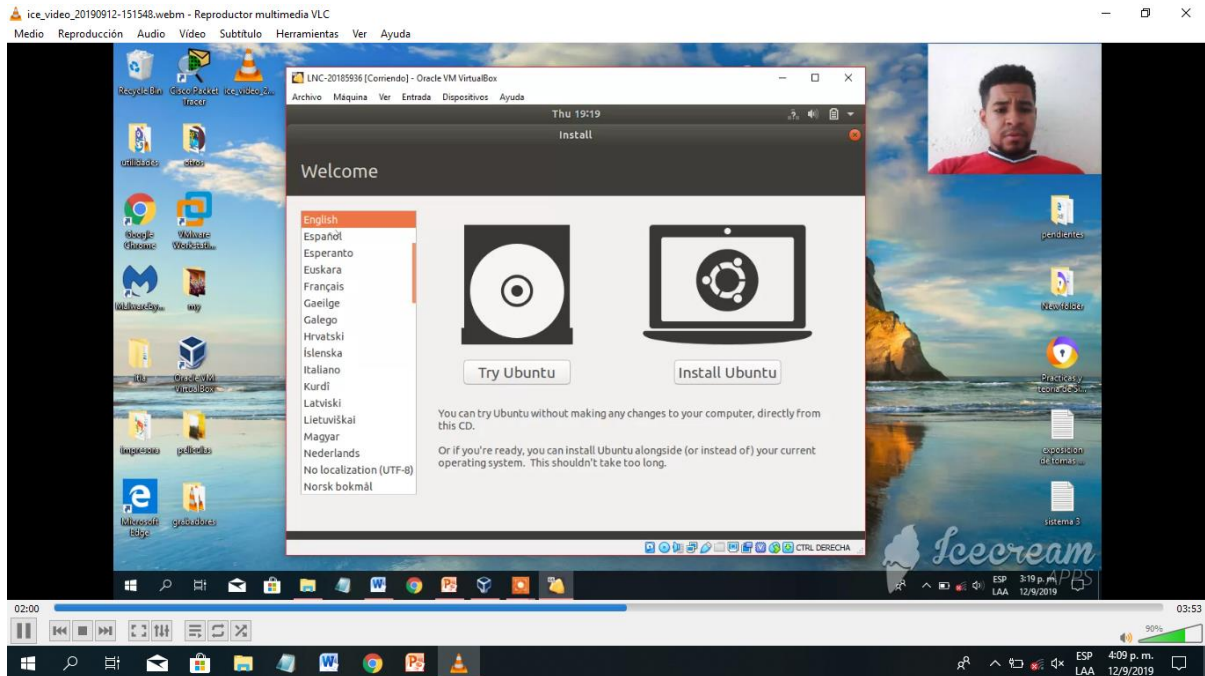 ice_video_20190912-151548.webm - Reproductor multimedia VLC
Medio Reproducción Audio Vídeo Subtítulo Herramientas Ver Ayuda
Recycle Bin
Cisco Packet Tracer
ice_video_2...
utilidades
otros
Google Chrome
VMware Workstati...
Malwareby...
my
itla
Oracle VM VirtualBox
impresora
peliculas
Microsoft Edge
grabadores
LNC-20185936 [Corriendo] - Oracle VM VirtualBox
Archivo Máquina Ver Entrada Dispositivos Ayuda
Thu 19:19
Install
Welcome
English
Español
Esperanto
Euskara
Français
Gaeilge
Galego
Hrvatski
Íslenska
Italiano
Kurdî
Latviski
Lietuviškai
Magyar
Nederlands
No localization (UTF-8)
Norsk bokmål
Try Ubuntu
Install Ubuntu
You can try Ubuntu without making any changes to your computer, directly from
this CD.
Or if you're ready, you can install Ubuntu alongside (or instead of) your current
operating system. This shouldn't take too long.
CTRL DERECHA
pendientes
New folder
Practicas y
teoria de S...
exposicion
de tomas ...
sistema 3
Icecream
APPS
ESP
LAA
3:19 p. m.
12/9/2019
02:00
03:53
90%
ESP
LAA
4:09 p. m.
12/9/2019